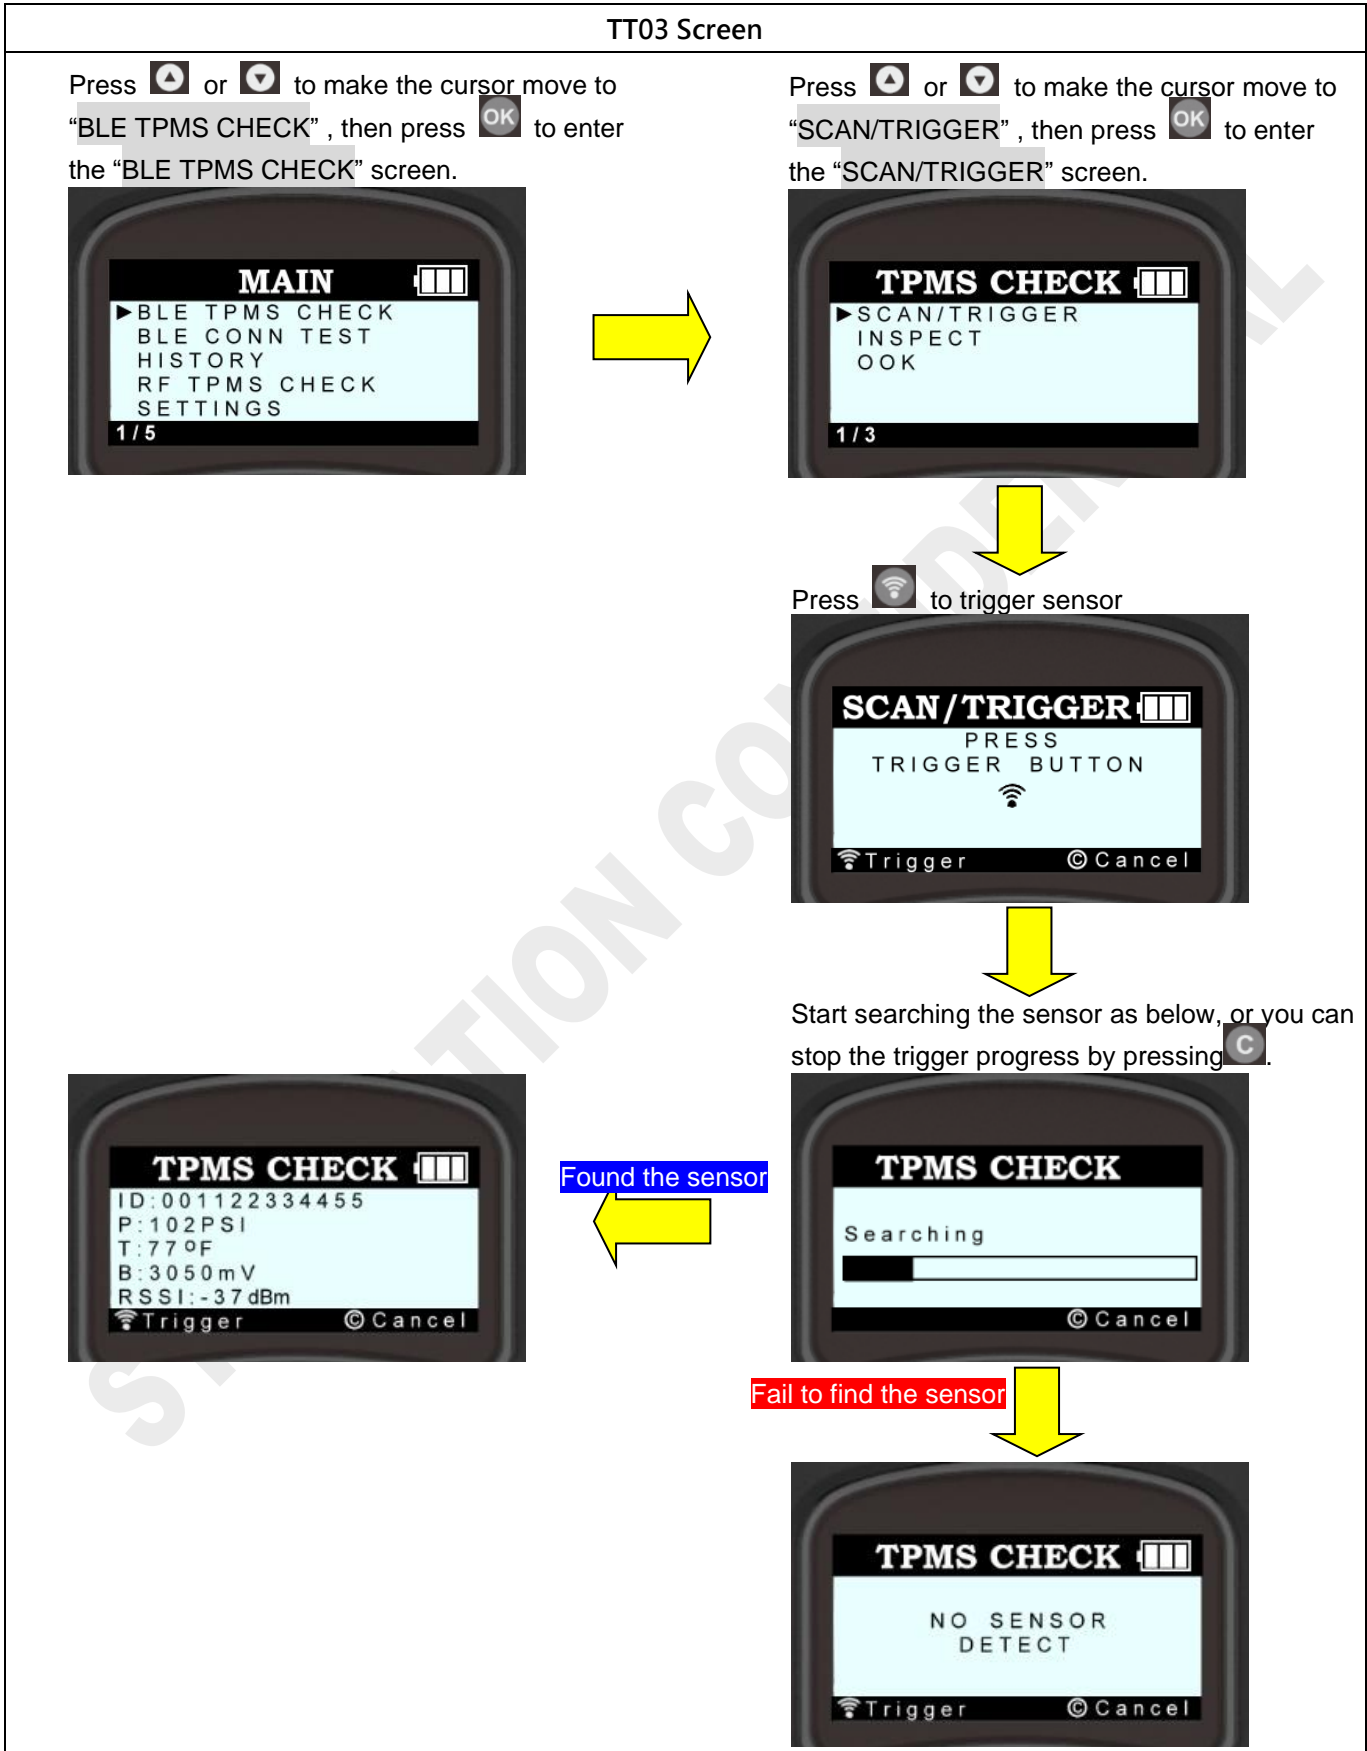 TT03 Screen
Press or to make the cursor move to
“BLE TPMS CHECK” , then press OK to enter
the “BLE TPMS CHECK” screen.
MAIN
▶BLE TPMS CHECK
BLE CONN TEST
HISTORY
RF TPMS CHECK
SETTINGS
1/5
Press or to make the cursor move to
“SCAN/TRIGGER” , then press OK to enter
the “SCAN/TRIGGER” screen.
TPMS CHECK
▶SCAN/TRIGGER
INSPECT
OOK
1/3
Press to trigger sensor
SCAN/TRIGGER
PRESS
TRIGGER BUTTON
Trigger ©Cancel
Start searching the sensor as below, or you can
stop the trigger progress by pressing C.
TPMS CHECK
Searching
©Cancel
Found the sensor
TPMS CHECK
ID:001122334455
P:102PSI
T:77ºF
B:3050mV
RSSI:-37dBm
Trigger ©Cancel
Fail to find the sensor
TPMS CHECK
NO SENSOR
DETECT
Trigger ©Cancel